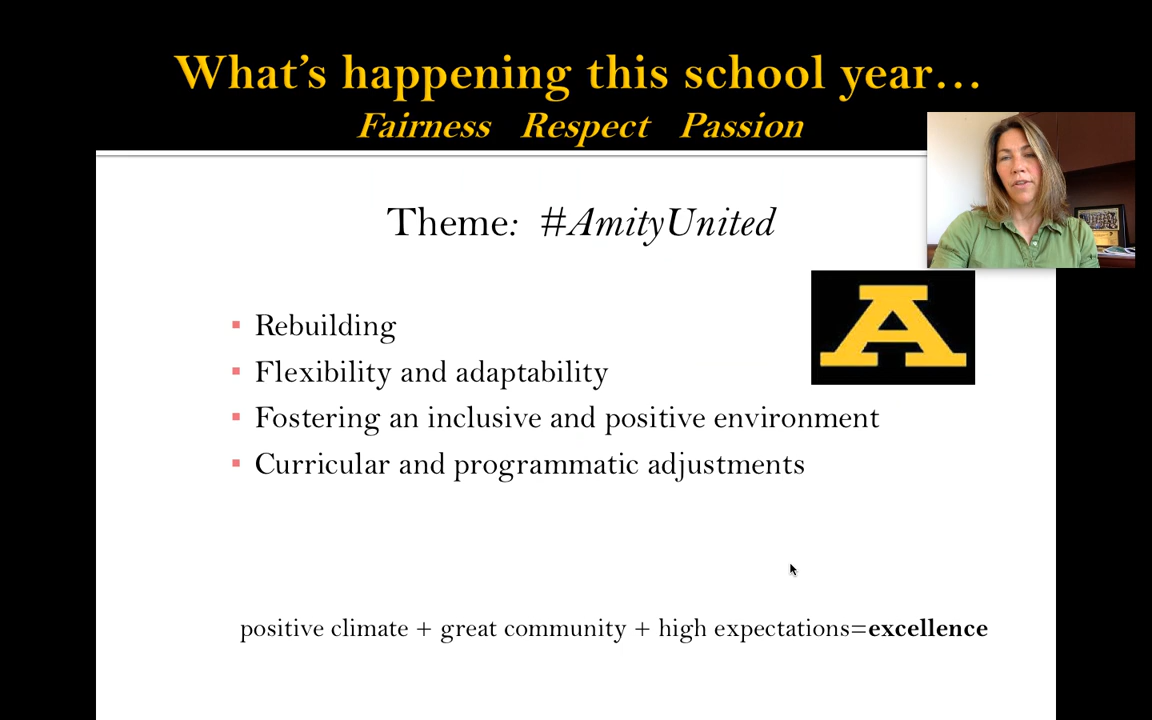 What's happening this school year…
Fairness Respect Passion
Theme: #AmityUnited
A
▪ Rebuilding
▪ Flexibility and adaptability
▪ Fostering an inclusive and positive environment
▪ Curricular and programmatic adjustments
positive climate + great community + high expectations=excellence